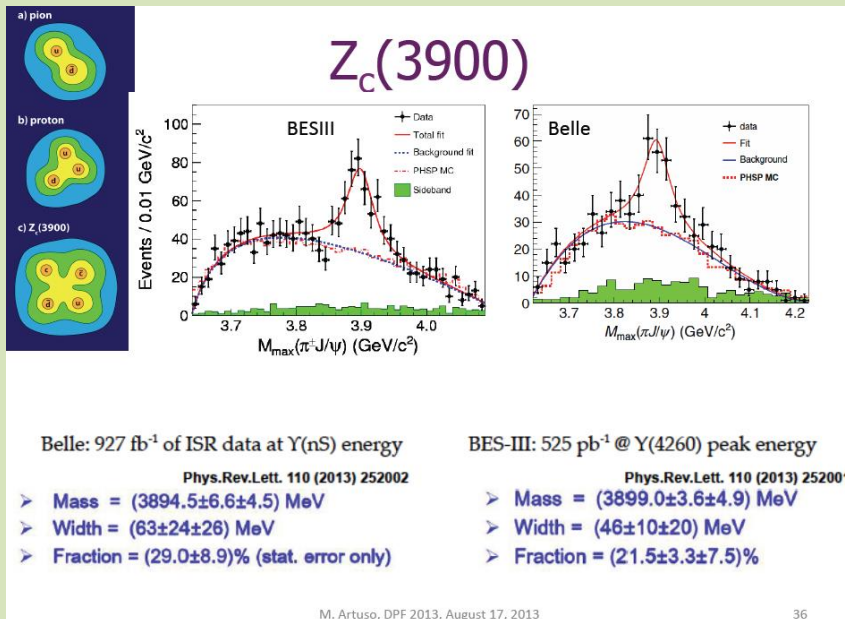 a) pion
u
d̄
b) proton
u
u
d
c) Zc(3900)
c
c̄
d̄
u
Zc(3900)
BESIII
Data
Total fit
Background fit
PHSP MC
Sideband
Events / 0.01 GeV/c²
100
80
60
40
20
0
3.7 3.8 3.9 4.0
Mmax(π±J/ψ) (GeV/c²)
Belle
data
Fit
Background
PHSP MC
70
60
50
40
30
20
10
0
3.7 3.8 3.9 4 4.1 4.2
Mmax(πJ/ψ) (GeV/c²)
Belle: 927 fb⁻¹ of ISR data at Υ(nS) energy
Phys.Rev.Lett. 110 (2013) 252002
➢ Mass = (3894.5±6.6±4.5) MeV
➢ Width = (63±24±26) MeV
➢ Fraction = (29.0±8.9)% (stat. error only)
BES-III: 525 pb⁻¹ @ Y(4260) peak energy
Phys.Rev.Lett. 110 (2013) 252001
➢ Mass = (3899.0±3.6±4.9) MeV
➢ Width = (46±10±20) MeV
➢ Fraction = (21.5±3.3±7.5)%
M. Artuso, DPF 2013, August 17, 2013
36